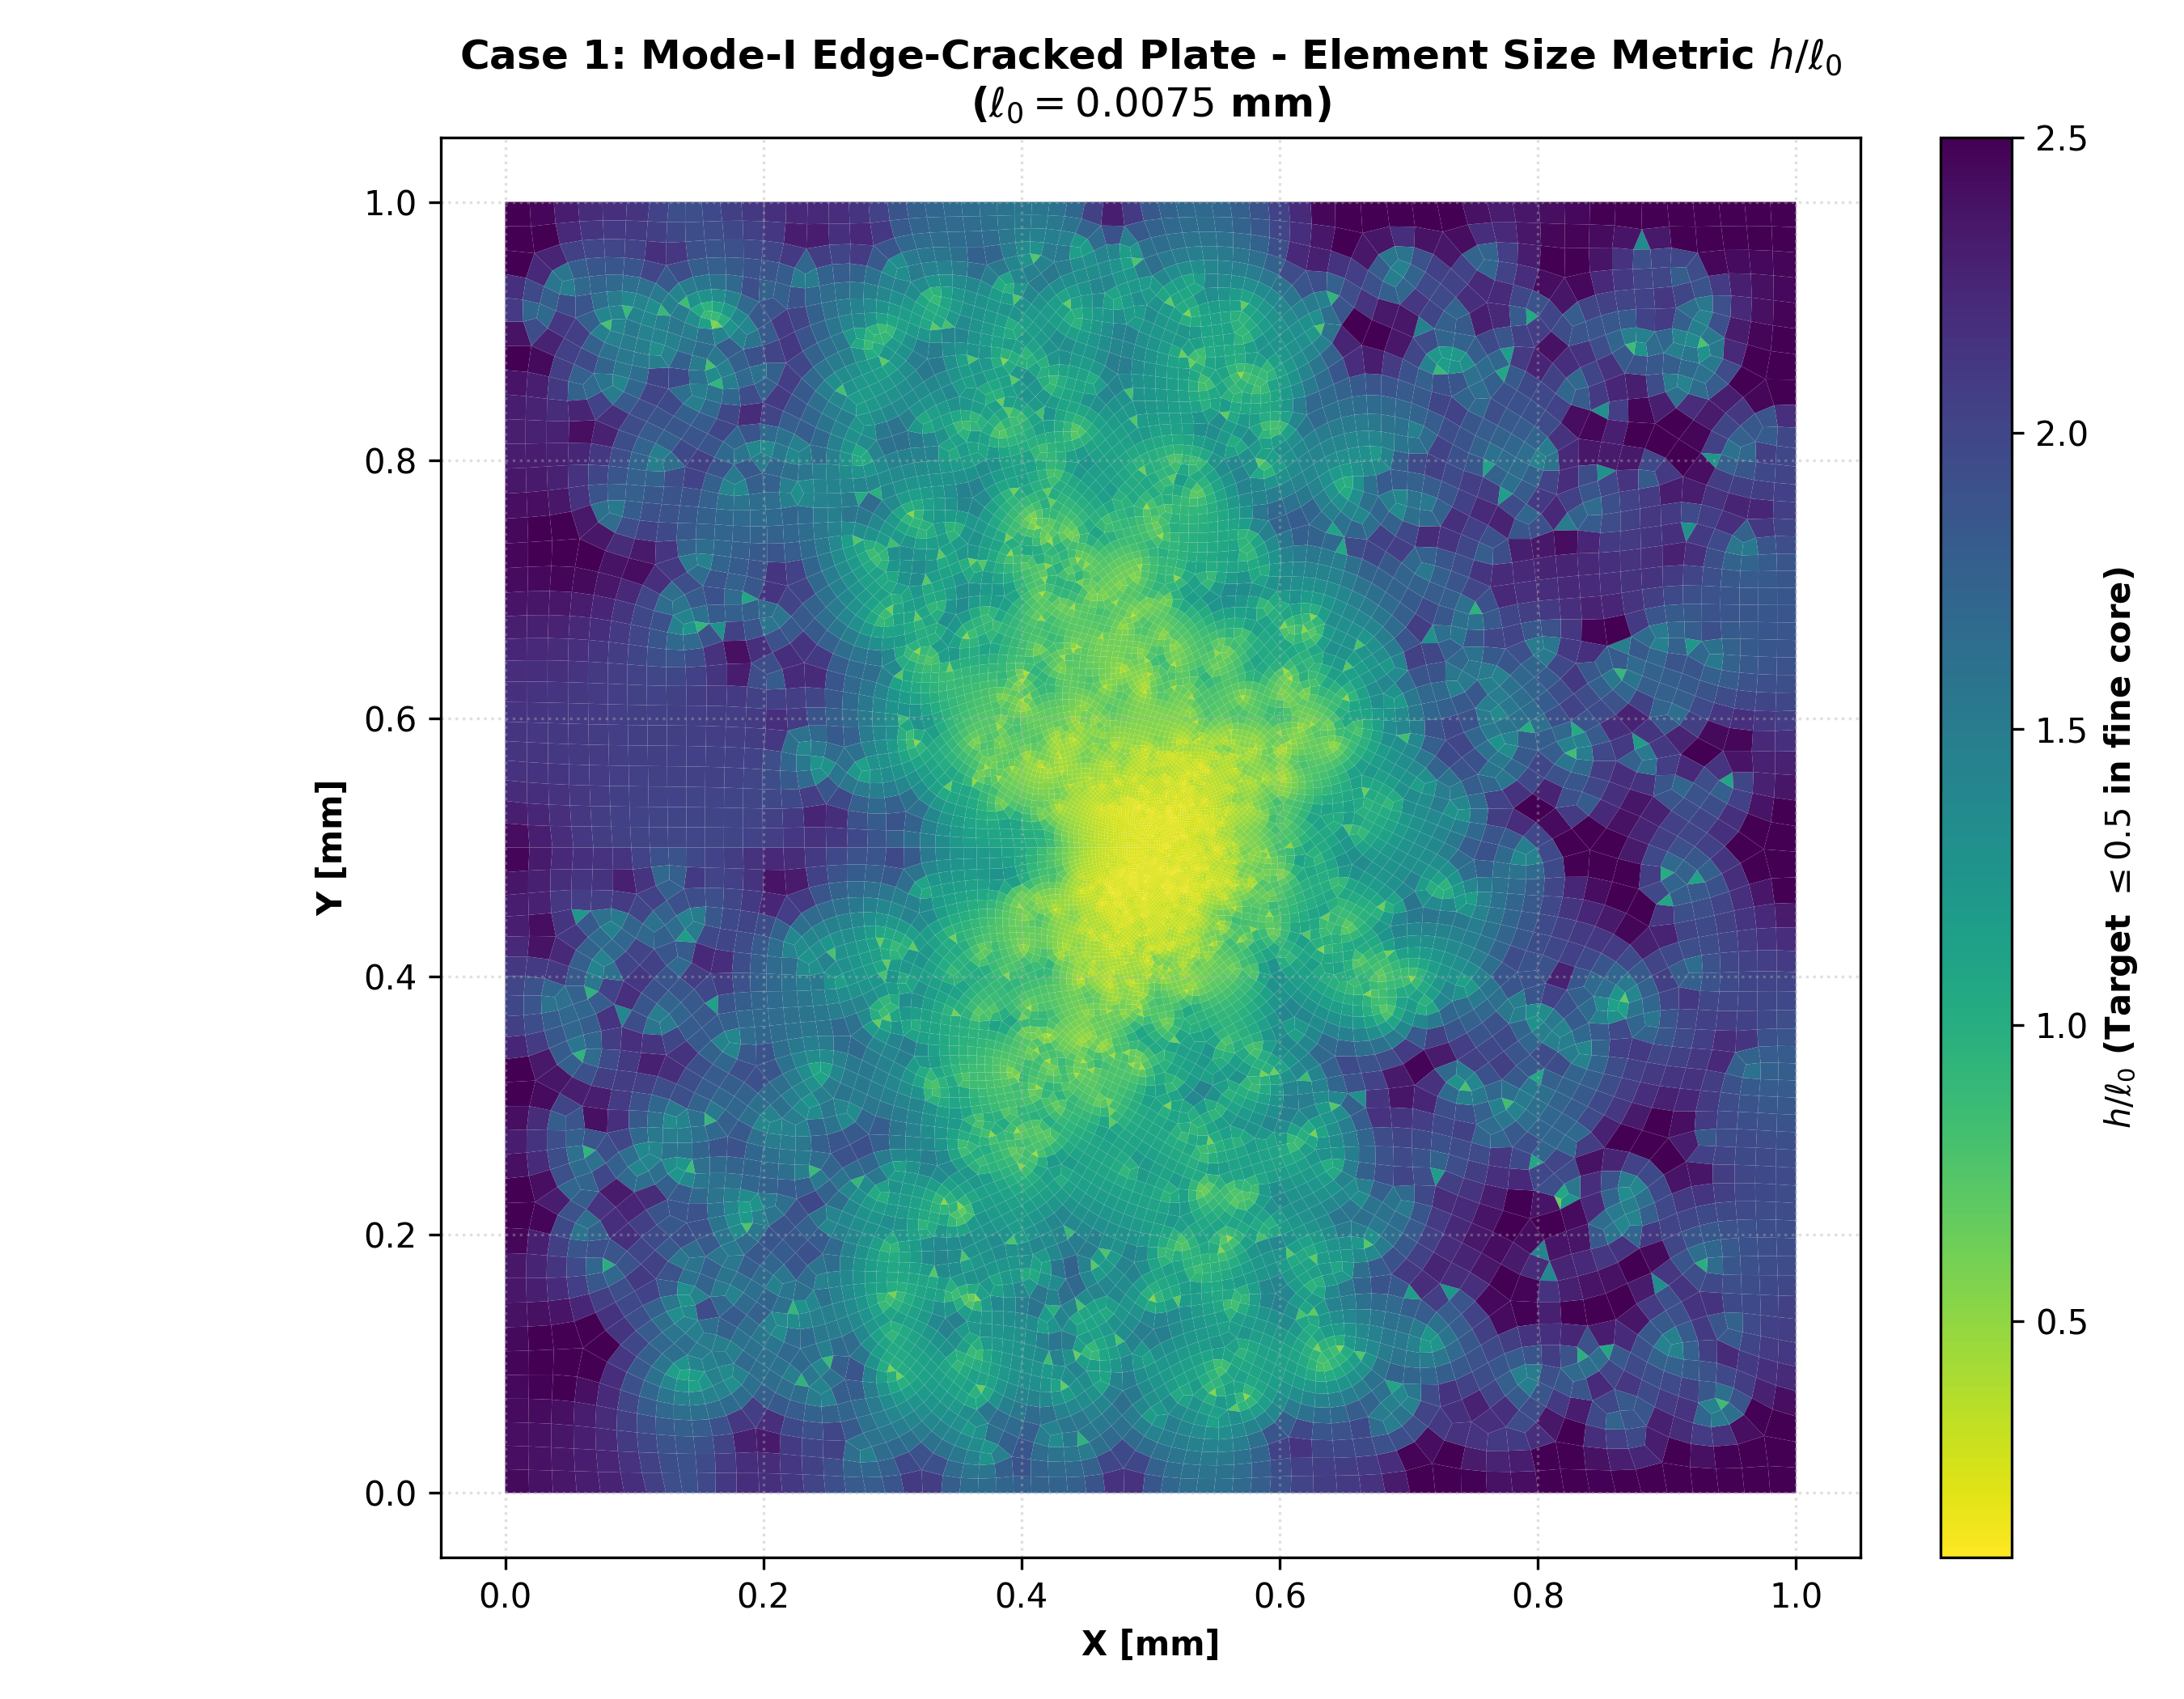 Case 1: Mode-I Edge-Cracked Plate - Element Size Metric h/ℓ₀
(ℓ₀ = 0.0075 mm)
1.0
0.8
0.6
0.4
0.2
0.0
Y [mm]
0.0 0.2 0.4 0.6 0.8 1.0
X [mm]
2.5
2.0
1.5
1.0
0.5
h/ℓ₀ (Target ≤ 0.5 in fine core)